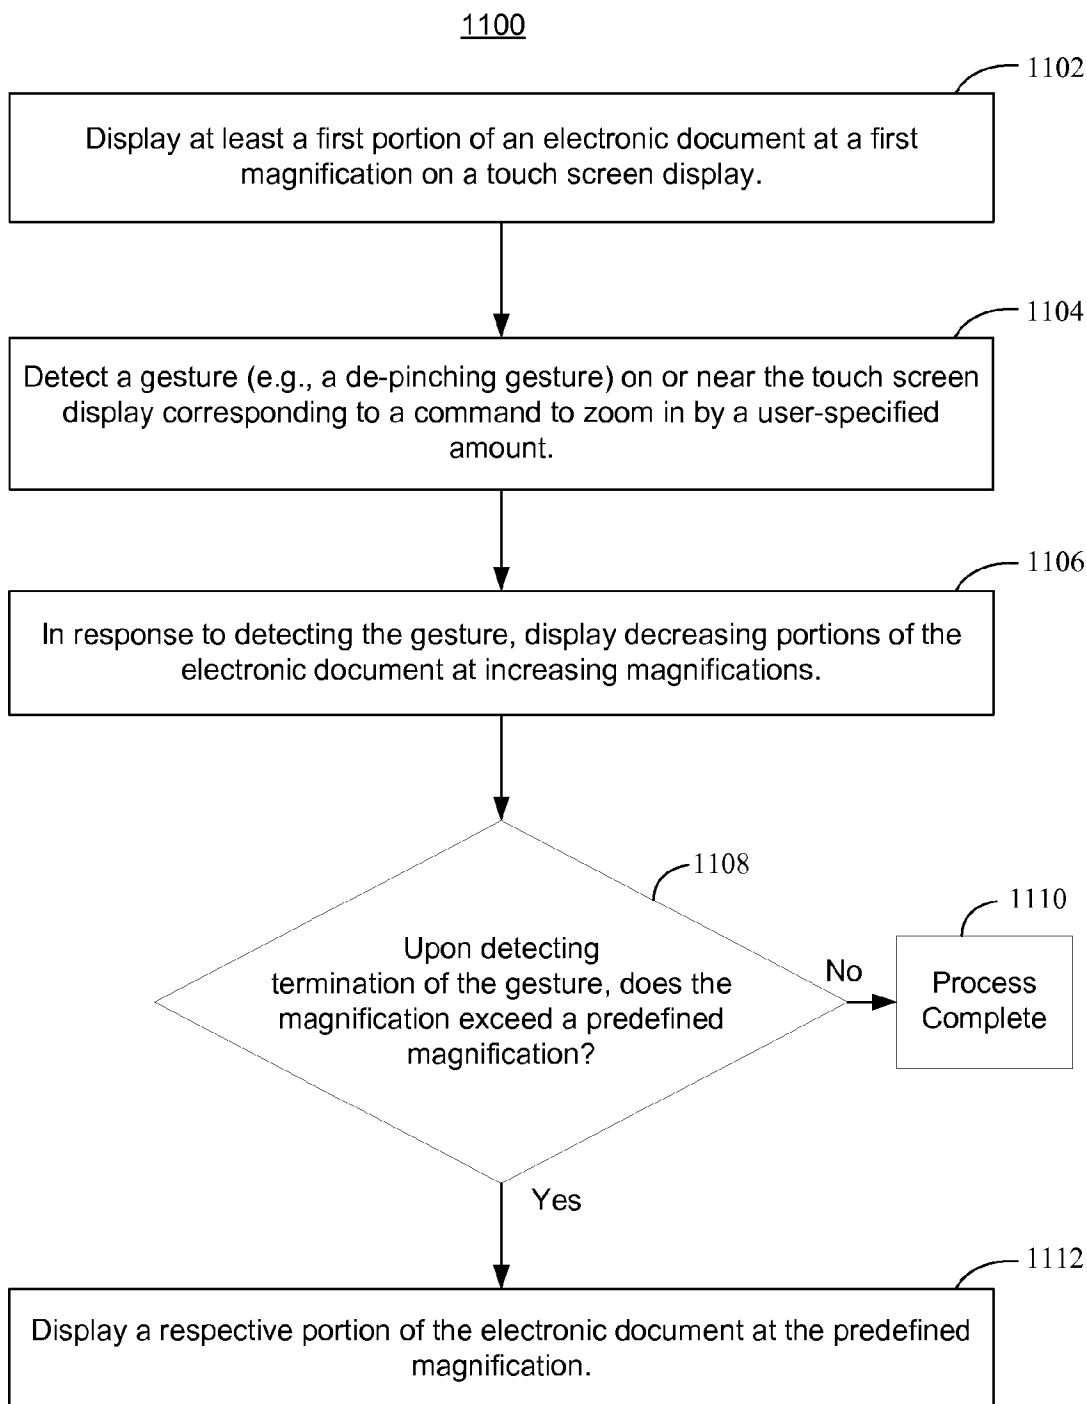 1100
1102
Display at least a first portion of an electronic document at a first
magnification on a touch screen display.
1104
Detect a gesture (e.g., a de-pinching gesture) on or near the touch screen
display corresponding to a command to zoom in by a user-specified
amount.
1106
In response to detecting the gesture, display decreasing portions of the
electronic document at increasing magnifications.
1108
Upon detecting
termination of the gesture, does the
magnification exceed a predefined
magnification?
No
1110
Process
Complete
Yes
1112
Display a respective portion of the electronic document at the predefined
magnification.